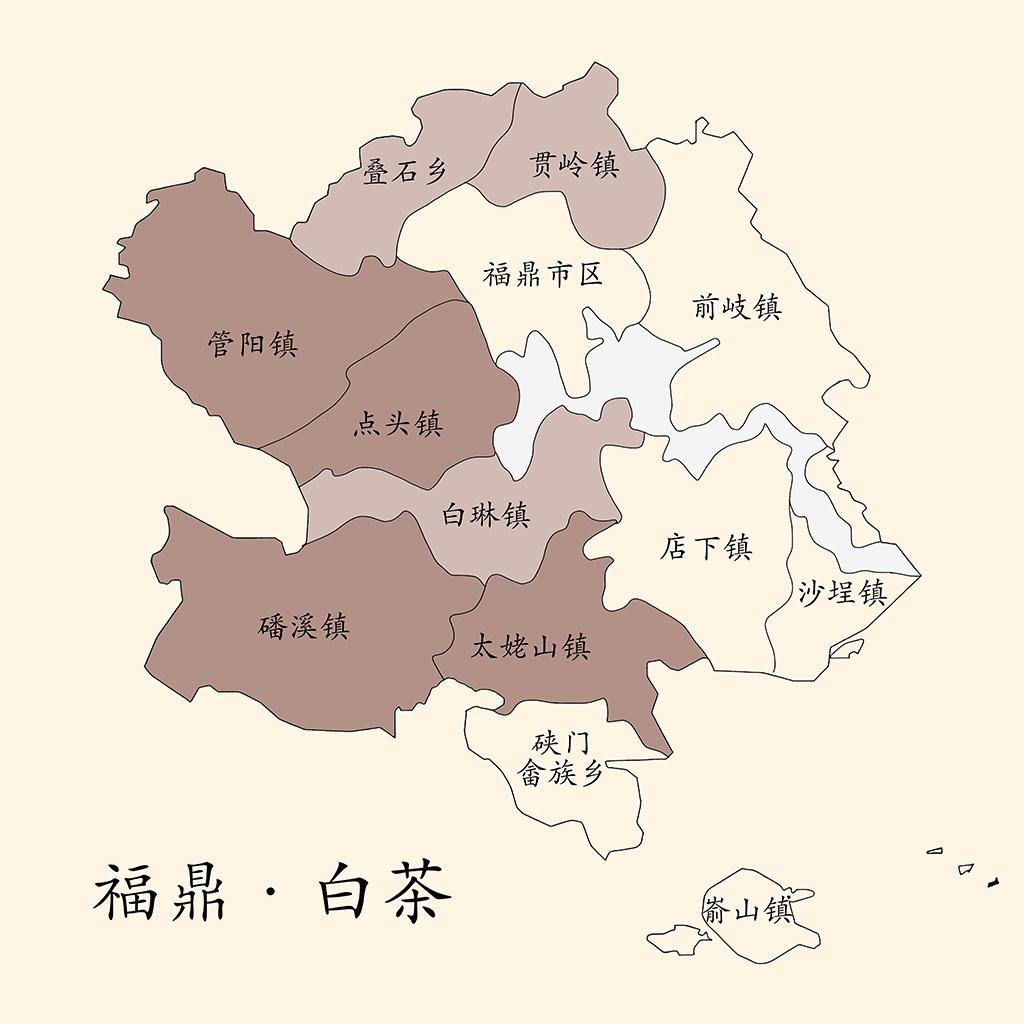 叠石乡
贯岭镇
福鼎市区
前岐镇
管阳镇
点头镇
白琳镇
店下镇
沙埕镇
磻溪镇
太姥山镇
硖门
畲族乡
福鼎·白茶
嵛山镇